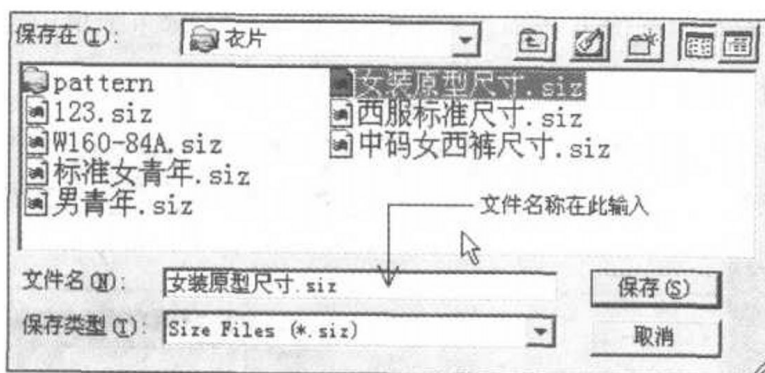 保存在(I): 衣片
pattern
123.siz
W160-84A.siz
标准女青年.siz
男青年.siz
女装原型尺寸.siz
西服标准尺寸.siz
中码女西裤尺寸.siz
文件名称在此输入
文件名(N): 女装原型尺寸.siz 保存(S)
保存类型(T): Size Files (*.siz) 取消